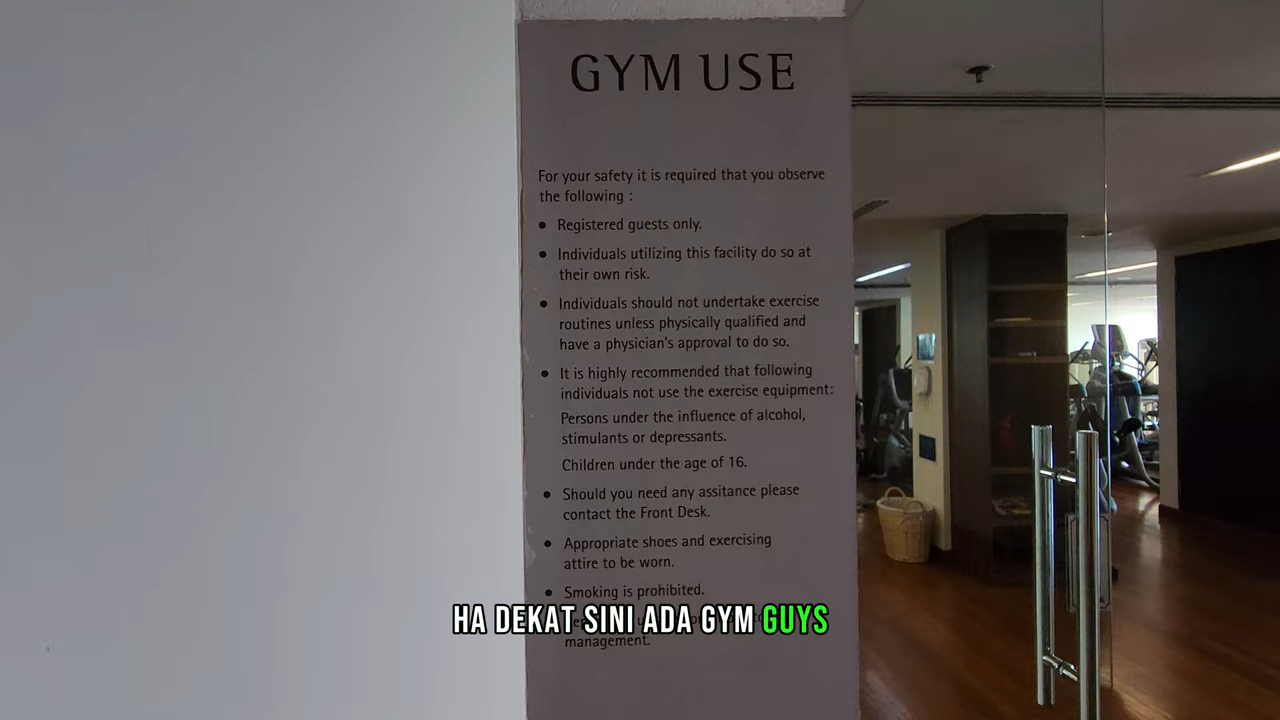 GYM USE
For your safety it is required that you observe
the following :
• Registered guests only.
• Individuals utilizing this facility do so at
their own risk.
• Individuals should not undertake exercise
routines unless physically qualified and
have a physician's approval to do so.
• It is highly recommended that following
individuals not use the exercise equipment:
Persons under the influence of alcohol,
stimulants or depressants.
Children under the age of 16.
• Should you need any assitance please
contact the Front Desk.
• Appropriate shoes and exercising
attire to be worn.
• Smoking is prohibited.
HA DEKAT SINI ADA GYM GUYS
management.